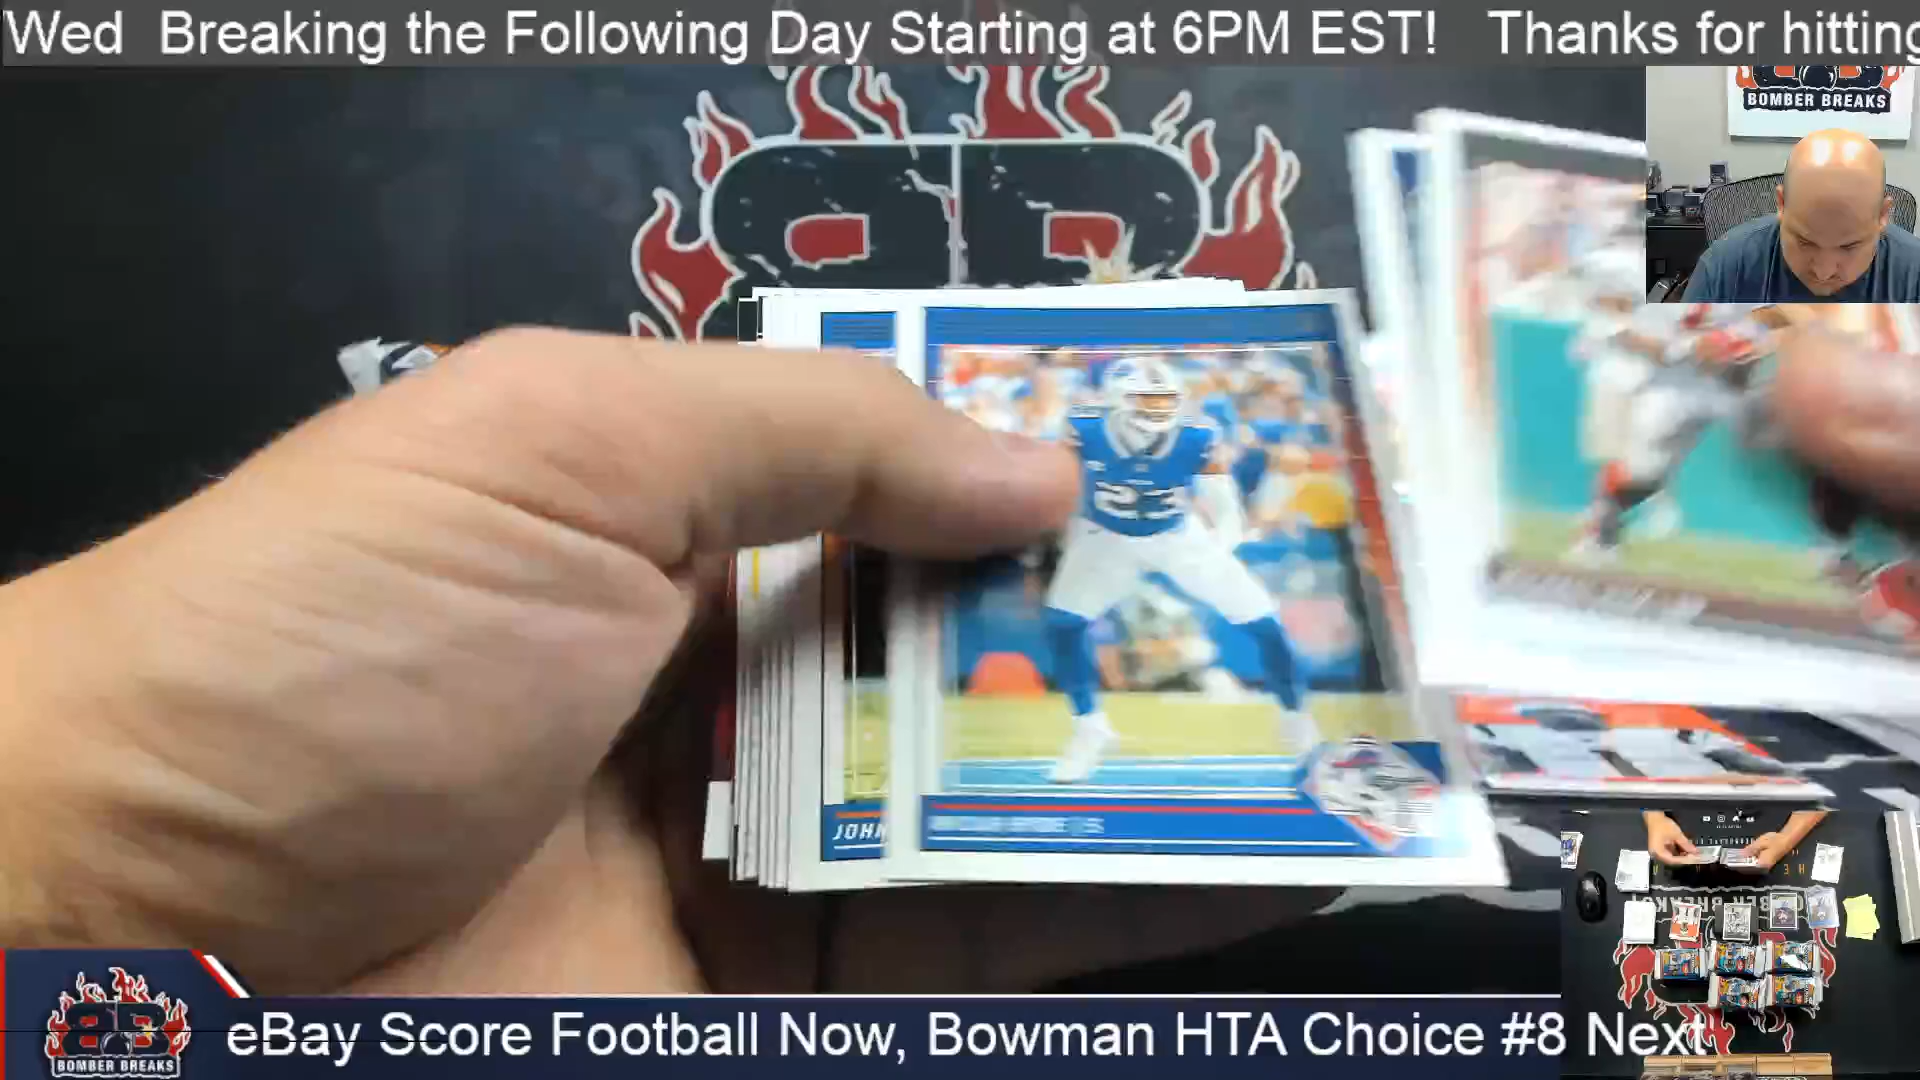 Wed  Breaking the Following Day Starting at 6PM EST!   Thanks for hitting
BOMBER BREAKS
23
JOHN
BOMBER BREAKS
eBay Score Football Now, Bowman HTA Choice #8 Next